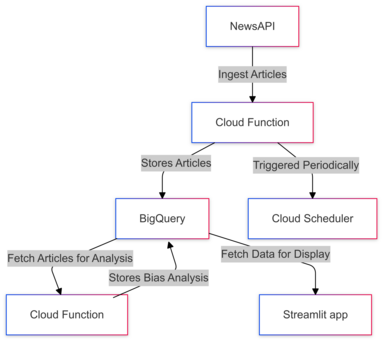 NewsAPI
Ingest Articles
Cloud Function
Stores Articles
Triggered Periodically
BigQuery
Cloud Scheduler
Fetch Articles for Analysis
Fetch Data for Display
Stores Bias Analysis
Cloud Function
Streamlit app